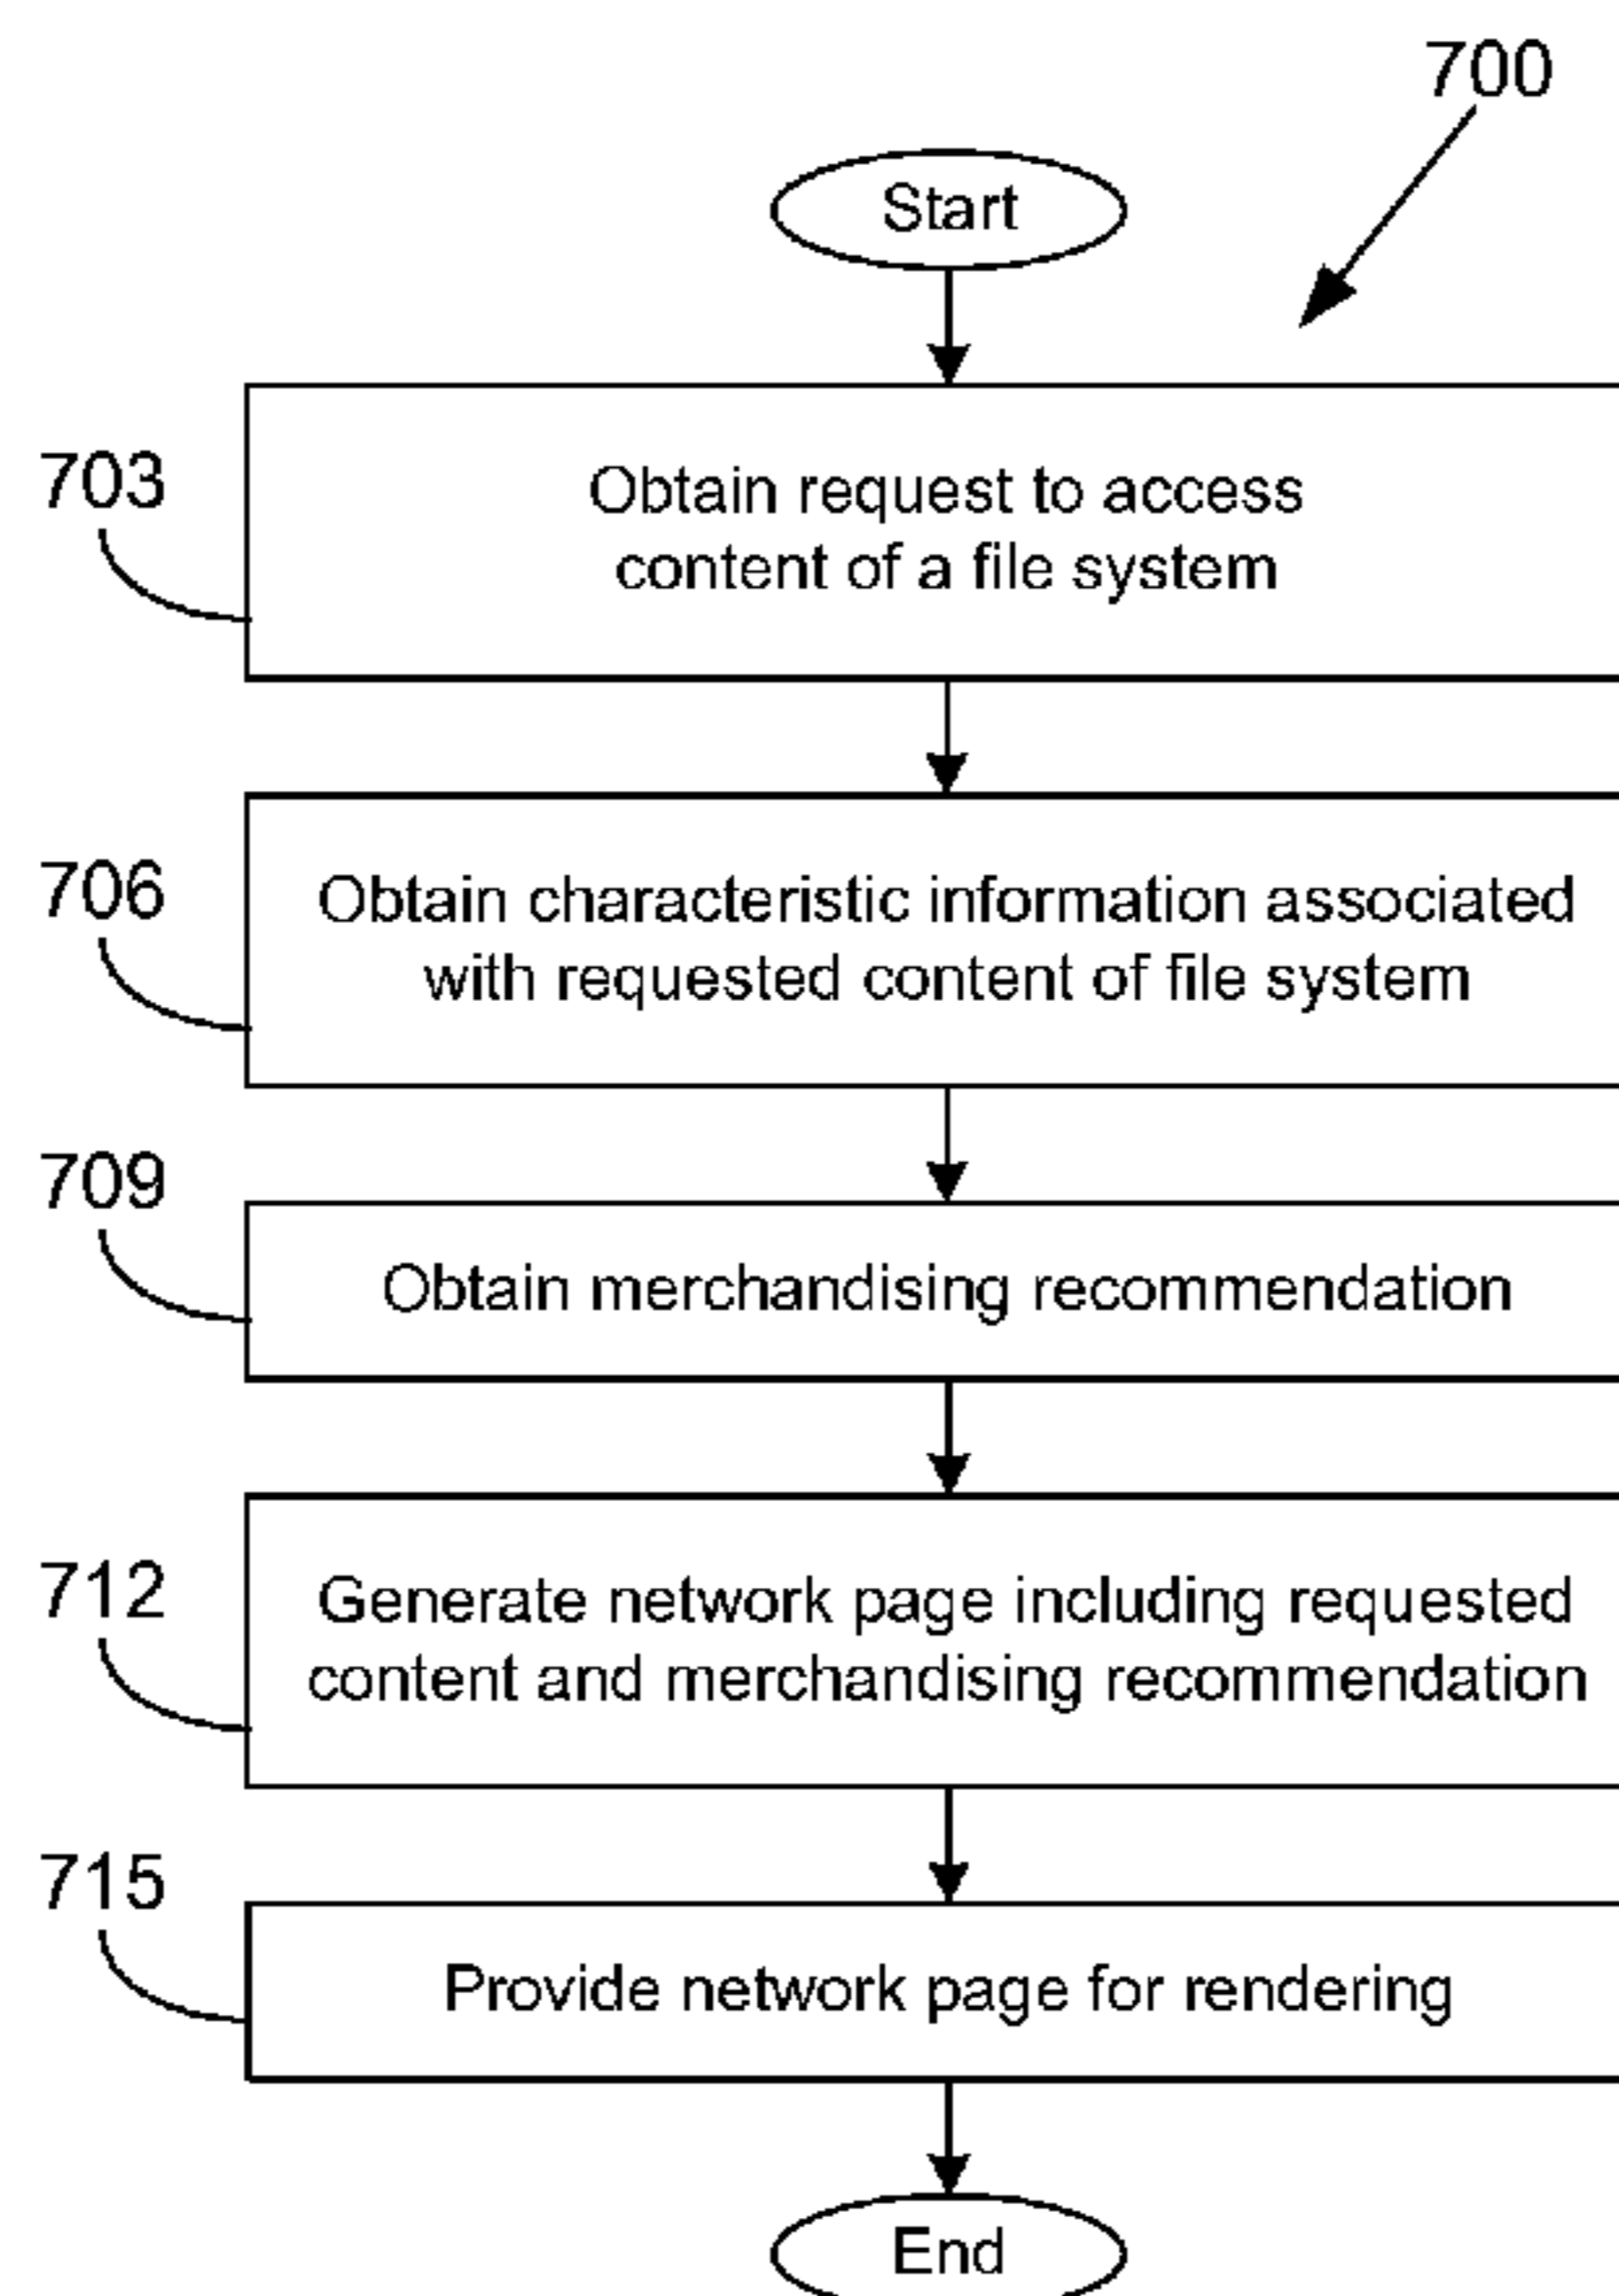 700
Start
703
Obtain request to access
content of a file system
706
Obtain characteristic information associated
with requested content of file system
709
Obtain merchandising recommendation
712
Generate network page including requested
content and merchandising recommendation
715
Provide network page for rendering
End